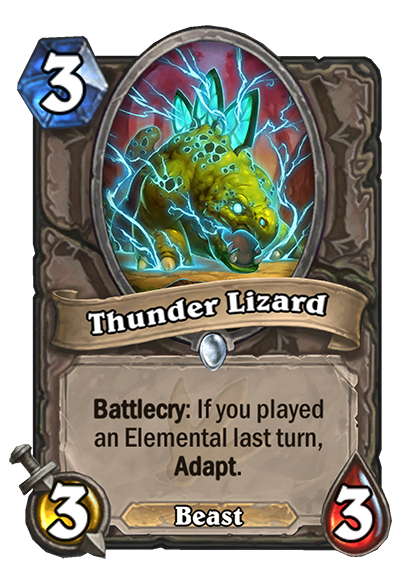 3
Thunder Lizard
Battlecry: If you played
an Elemental last turn,
Adapt.
3
Beast
3